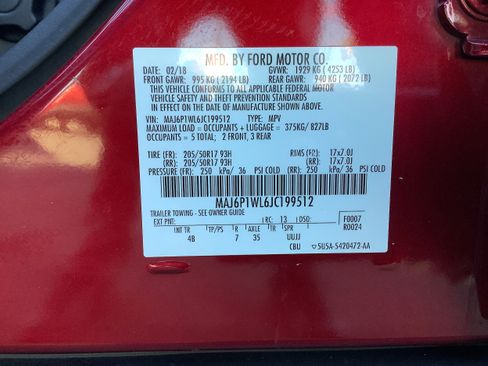 MFD. BY FORD MOTOR CO.
DATE: 02/18 GVWR: 1929 KG ( 4253 LB)
FRONT GAWR: 995 KG ( 2194 LB) REAR GAWR: 940 KG ( 2072 LB)
THIS VEHICLE CONFORMS TO ALL APPLICABLE FEDERAL MOTOR
VEHICLE SAFETY AND THEFT PREVENTION STANDARDS
IN EFFECT ON THE DATE OF MANUFACTURE SHOWN ABOVE.
VIN: MAJ6P1WL6JC199512 TYPE: MPV
MAXIMUM LOAD = OCCUPANTS + LUGGAGE = 375KG/ 827LB
OCCUPANTS = 5 TOTAL: 2 FRONT, 3 REAR
TIRE (FR): 205/50R17 93H RIMS (FR): 17x7.0J
(RR): 205/50R17 93H (RR): 17x7.0J
PRESSURE (FR): 250 kPa/ 36 PSI COLD (RR) 250 kPa/ 36 PSI COLD
MAJ6P1WL6JC199512
TRAILER TOWING - SEE OWNER GUIDE
EXT PNT: RC: 13 DSO: F0007
R0024
INT TR TP/PS R AXLE TR SPR
4B 7 35 UUJJ
CBU 5U5A-5420472-AA